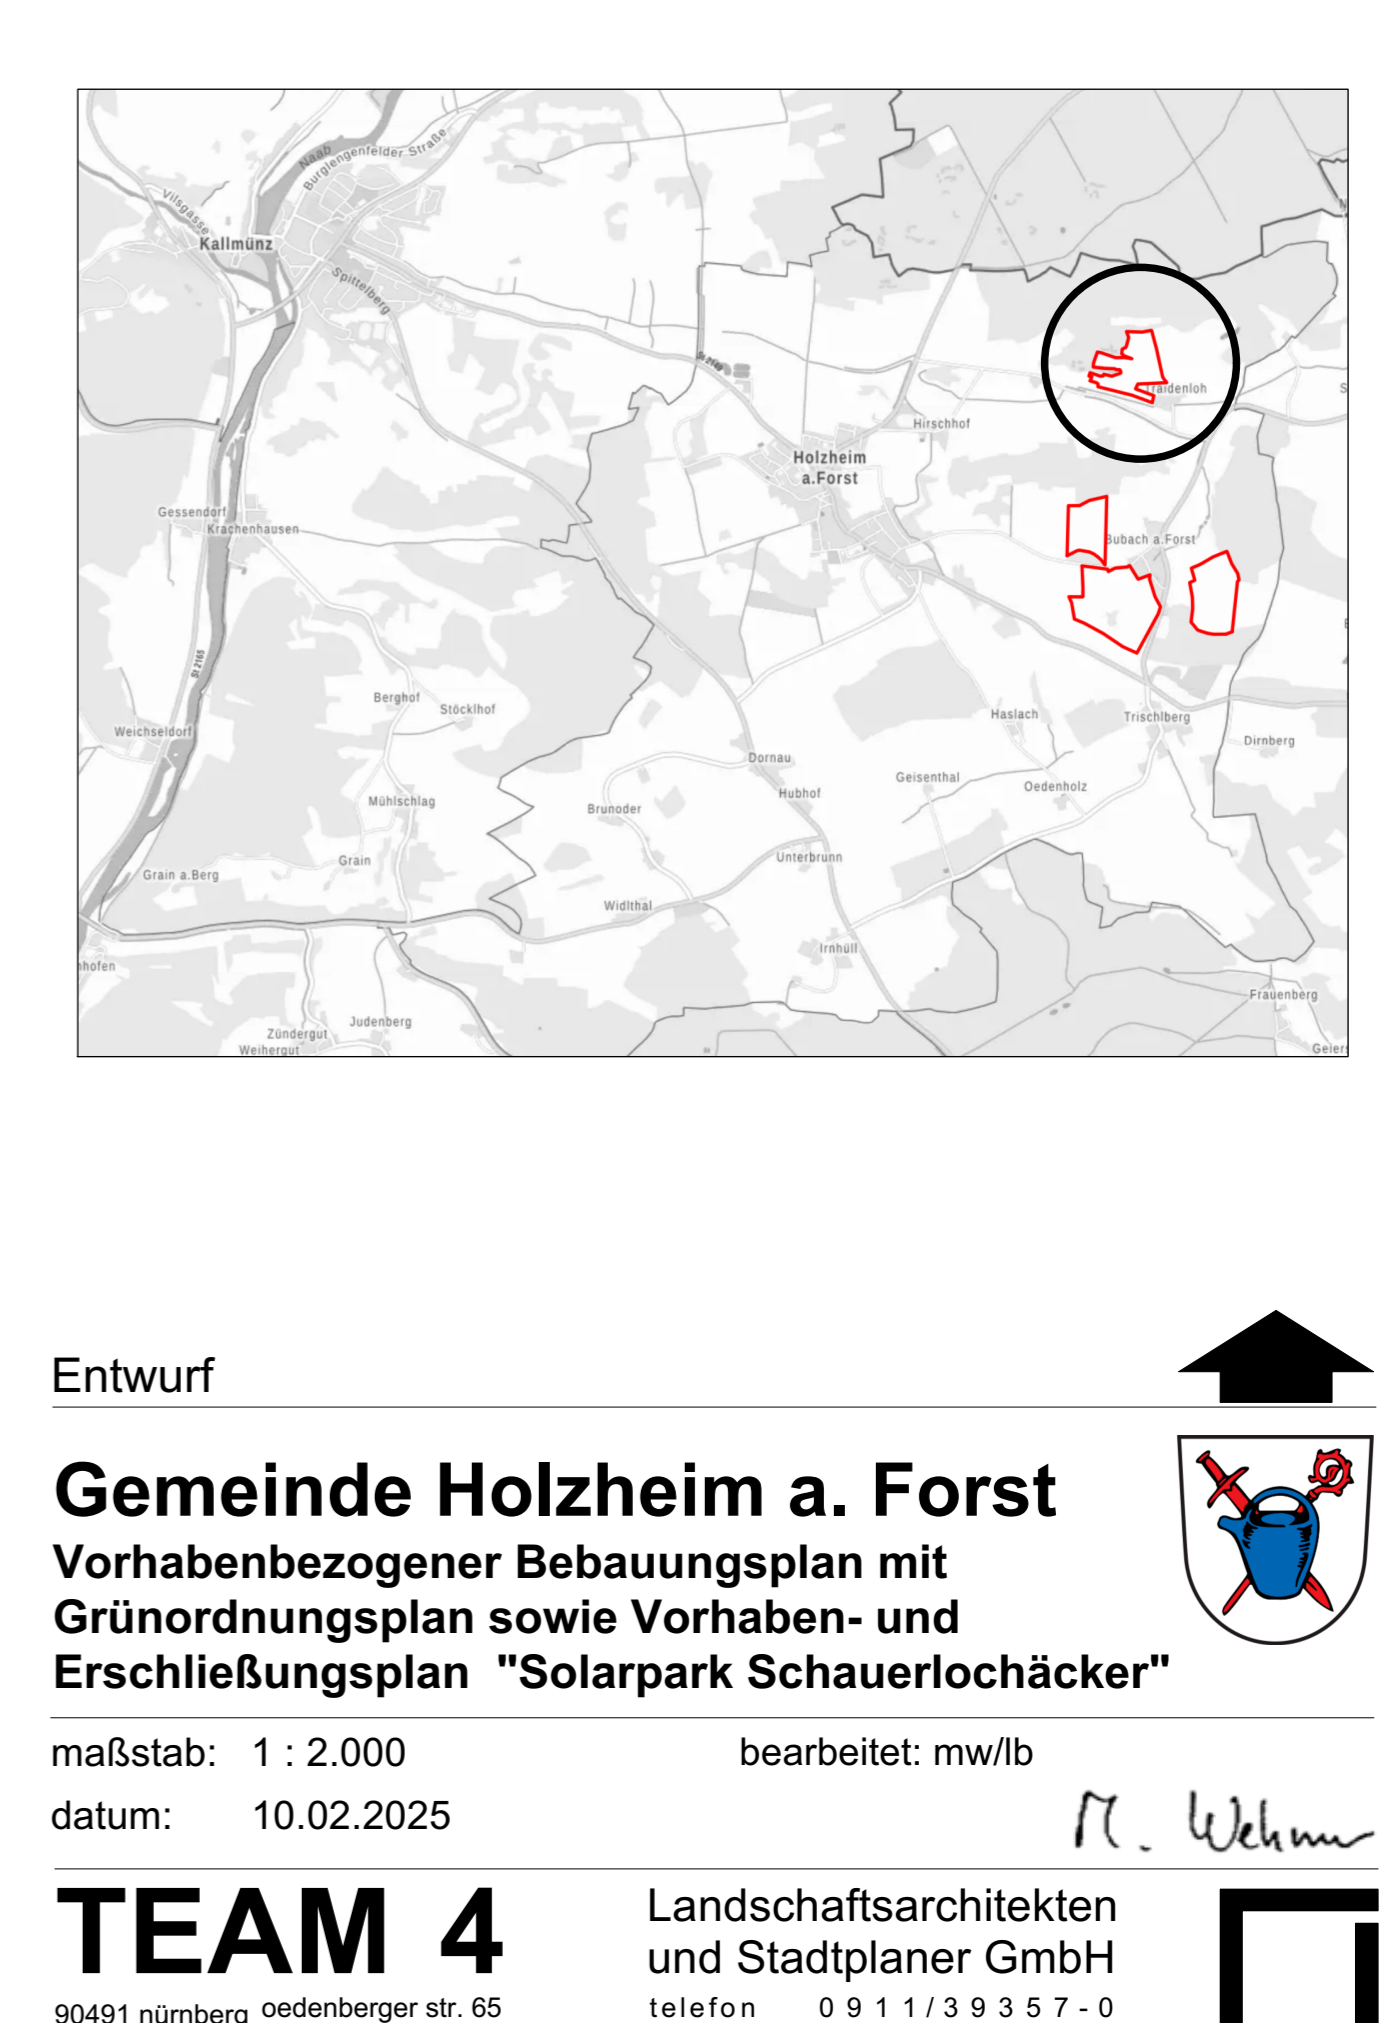 Naab
Burglengenfelder Straße
Vilsgasse
Kallmünz
Spittelberg
St 2149
Traidenloh
Hirschhof
Holzheim
a.Forst
Gessendorf
Krachenhausen
Bubach a.Forst
St 2165
Berghof
Stöcklhof
Haslach
Trischlberg
Weichseldorf
Dirnberg
Dornau
Geisenthal
Oedenholz
Hubhof
Mühlschlag
Brunoder
Unterbrunn
Grain
Grain a.Berg
Widlthal
Irnhüll
hofen
Frauenberg
Judenberg
Zündergut
Weihergut
Geiers
Entwurf
Gemeinde Holzheim a. Forst
Vorhabenbezogener Bebauungsplan mit
Grünordnungsplan sowie Vorhaben- und
Erschließungsplan "Solarpark Schauerlochäcker"
maßstab: 1 : 2.000 bearbeitet: mw/lb
datum: 10.02.2025
M. Wehner
TEAM 4 Landschaftsarchitekten
und Stadtplaner GmbH
90491 nürnberg oedenberger str. 65 telefon 0911/39357-0